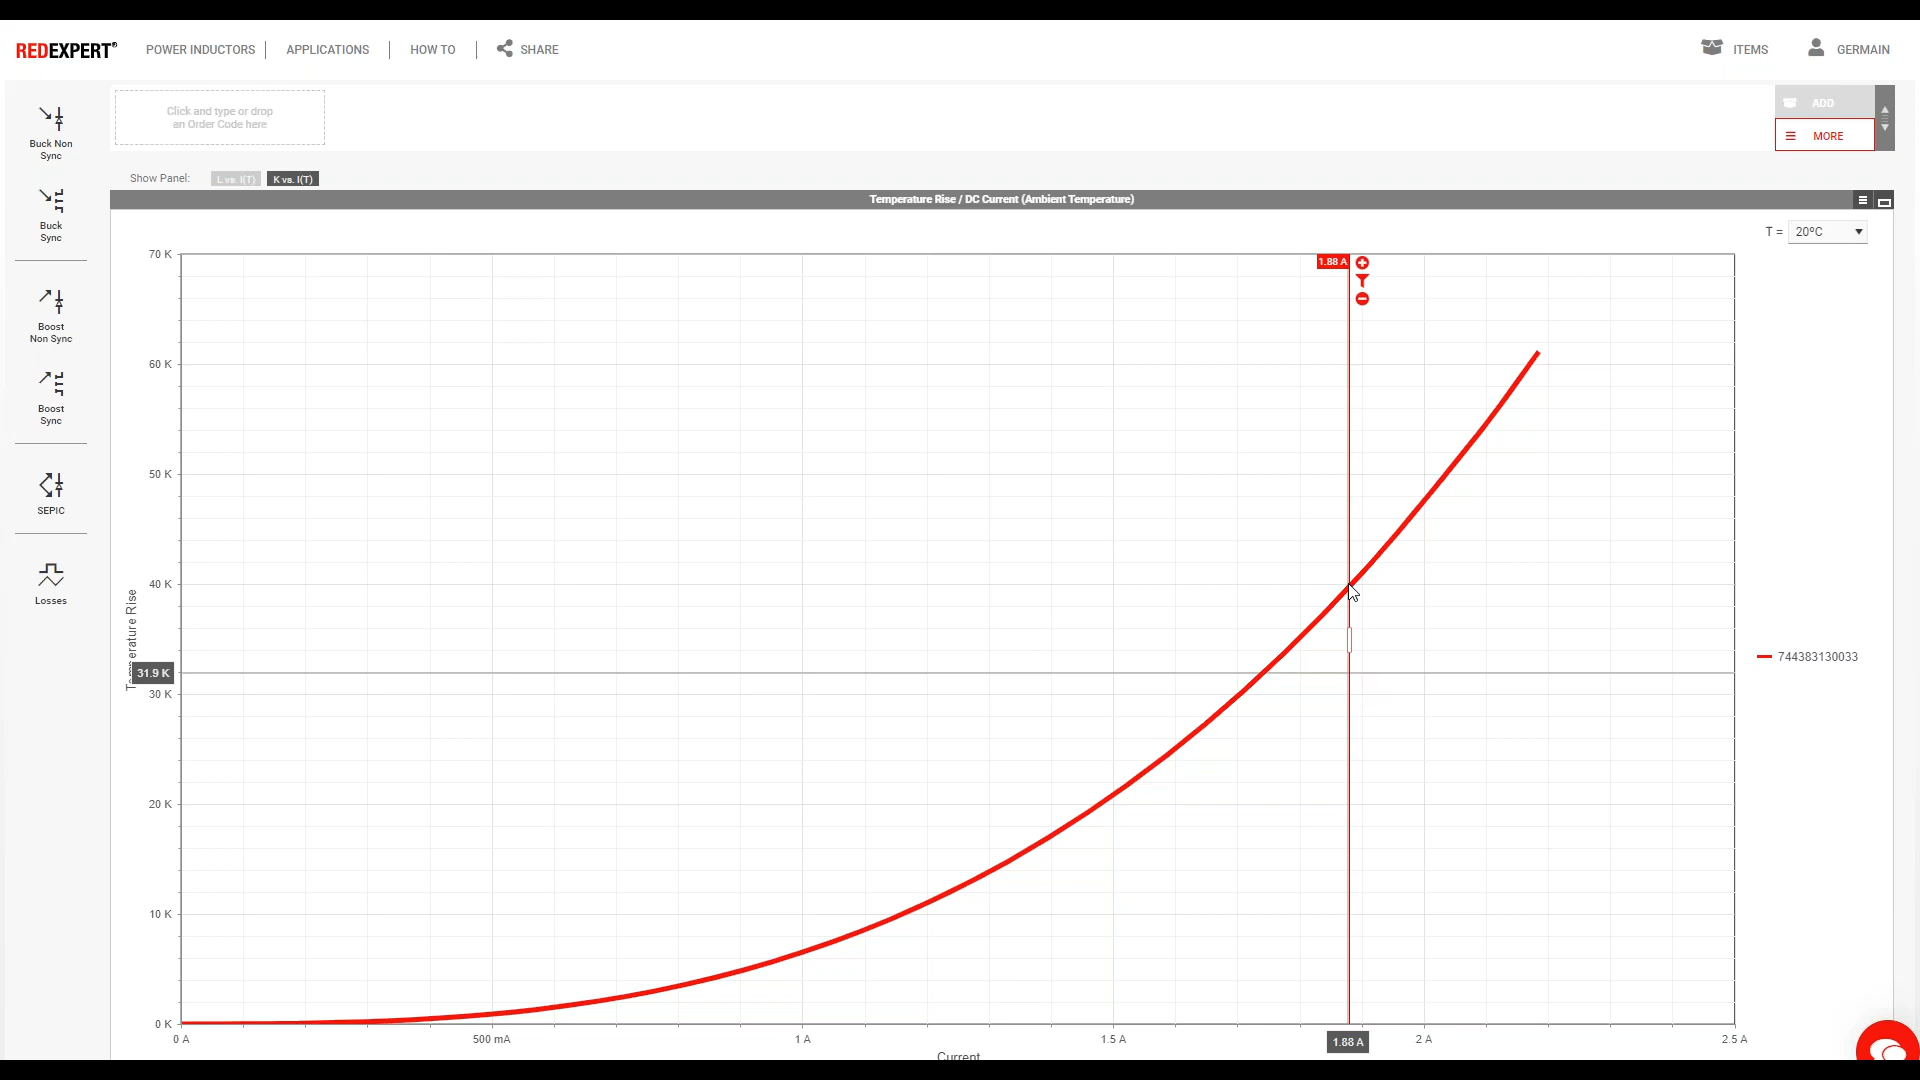 REDEXPERT®
POWER INDUCTORS
APPLICATIONS
HOW TO
SHARE
ITEMS
GERMAIN
Click and type or drop
an Order Code here
ADD
MORE
Buck Non
Sync
Buck
Sync
Boost
Non Sync
Boost
Sync
SEPIC
Losses
Show Panel:
L vs. I(T)
K vs. I(T)
Temperature Rise / DC Current (Ambient Temperature)
T =
20ºC
70 K
60 K
50 K
40 K
30 K
20 K
10 K
0 K
31.9 K
1.88 A
744383130033
0 A
500 mA
1 A
1.5 A
1.88 A
2 A
2.5 A
Current